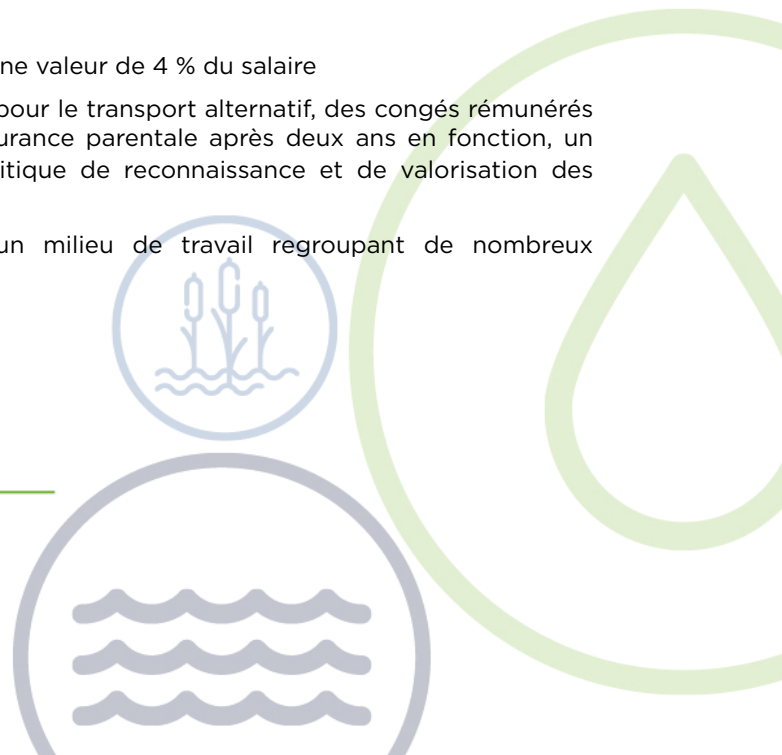 ne valeur de 4 % du salaire
pour le transport alternatif, des congés rémunérés
urance parentale après deux ans en fonction, un
itique de reconnaissance et de valorisation des
un milieu de travail regroupant de nombreux